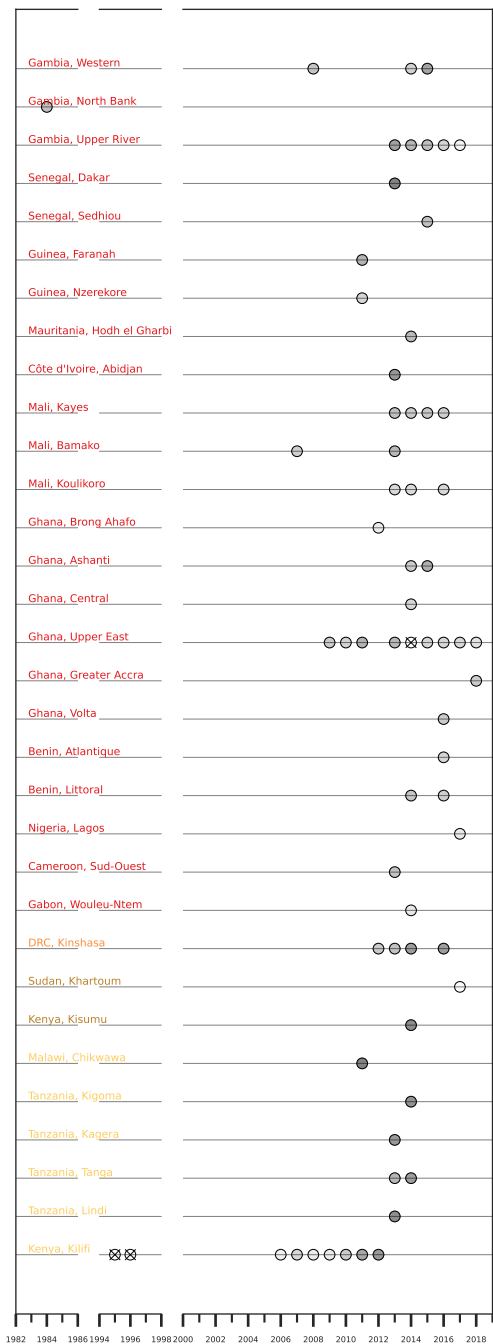 Gambia, Western
Gambia, North Bank
Gambia, Upper River
Senegal, Dakar
Senegal, Sedhiou
Guinea, Faranah
Guinea, Nzerekore
Mauritania, Hodh el Gharbi
Côte d'Ivoire, Abidjan
Mali, Kayes
Mali, Bamako
Mali, Koulikoro
Ghana, Brong Ahafo
Ghana, Ashanti
Ghana, Central
Ghana, Upper East
Ghana, Greater Accra
Ghana, Volta
Benin, Atlantique
Benin, Littoral
Nigeria, Lagos
Cameroon, Sud-Ouest
Gabon, Wouleu-Ntem
DRC, Kinshasa
Sudan, Khartoum
Kenya, Kisumu
Malawi, Chikwawa
Tanzania, Kigoma
Tanzania, Kagera
Tanzania, Tanga
Tanzania, Lindi
Kenya, Kilifi
1982 1984 1986 1994 1996 1998 2000 2002 2004 2006 2008 2010 2012 2014 2016 2018